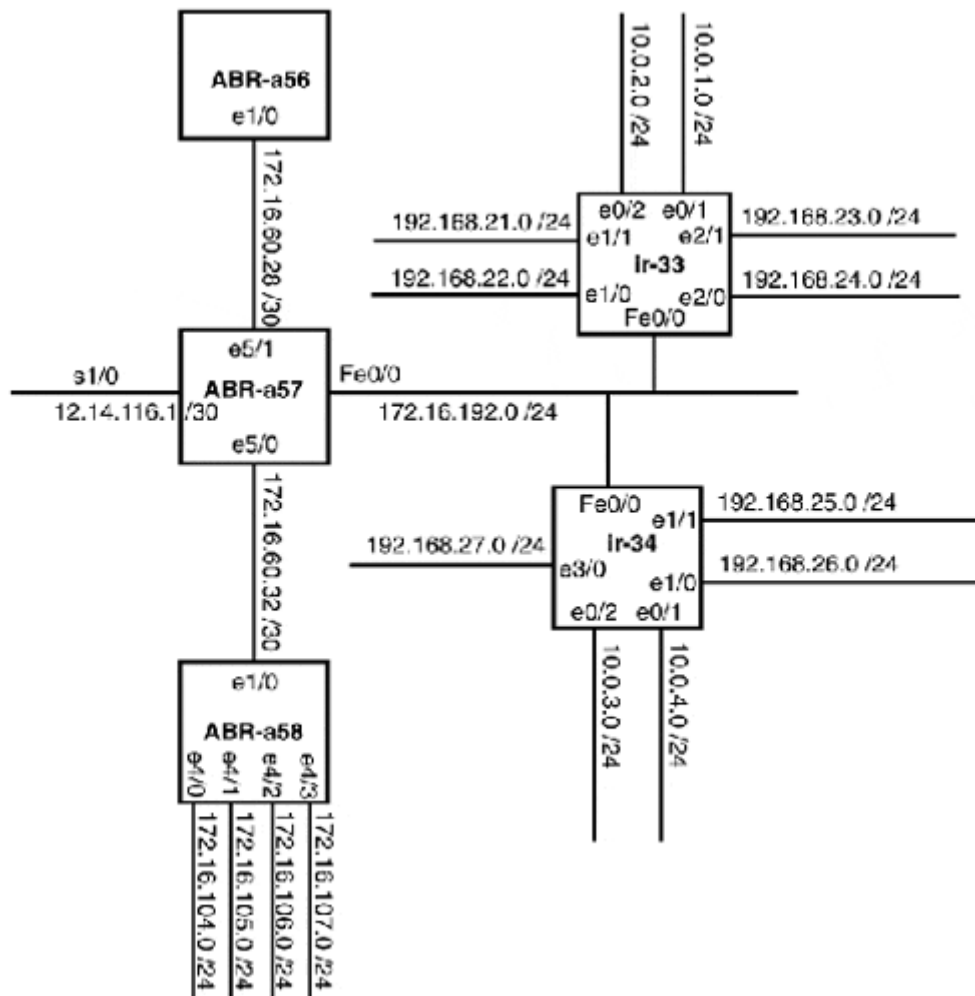 ABR-a56
e1/0
172.16.60.28 /30
e5/1
ABR-a57
e5/0
s1/0
12.14.116.1 /30
Fe0/0
172.16.192.0 /24
172.16.60.32 /30
e1/0
ABR-a58
e4/0
e4/1
e4/2
e4/3
172.16.104.0 /24
172.16.105.0 /24
172.16.106.0 /24
172.16.107.0 /24
10.0.2.0 /24
10.0.1.0 /24
192.168.21.0 /24
192.168.22.0 /24
e0/2 e0/1
e1/1 e2/1
ir-33
e1/0 e2/0
Fe0/0
192.168.23.0 /24
192.168.24.0 /24
Fe0/0
e1/1
ir-34
e3/0
e1/0
e0/2 e0/1
192.168.25.0 /24
192.168.27.0 /24
192.168.26.0 /24
10.0.3.0 /24
10.0.4.0 /24